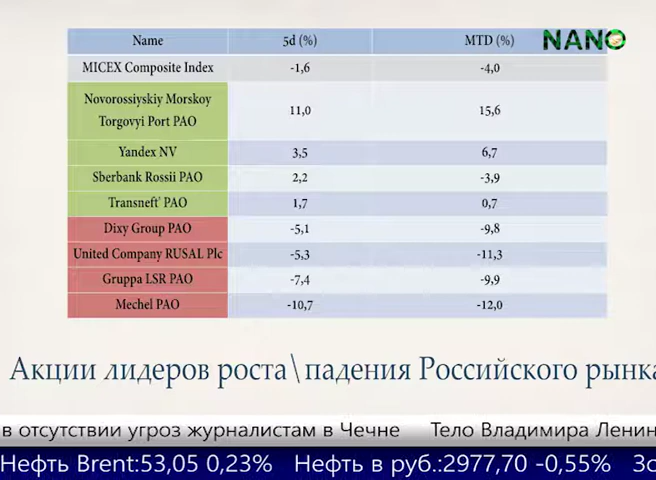 Name 5d (%) MTD (%) NANO
MICEX Composite Index -1,6 -4,0
Novorossiyskiy Morskoy
Torgovyi Port PAO 11,0 15,6
Yandex NV 3,5 6,7
Sberbank Rossii PAO 2,2 -3,9
Transneft' PAO 1,7 0,7
Dixy Group PAO -5,1 -9,8
United Company RUSAL Plc -5,3 -11,3
Gruppa LSR PAO -7,4 -9,9
Mechel PAO -10,7 -12,0
Акции лидеров роста\падения Российского рынка
в отсутствии угроз журналистам в Чечне Тело Владимира Ленин
Нефть Brent:53,05 0,23% Нефть в руб.:2977,70 -0,55% Зо